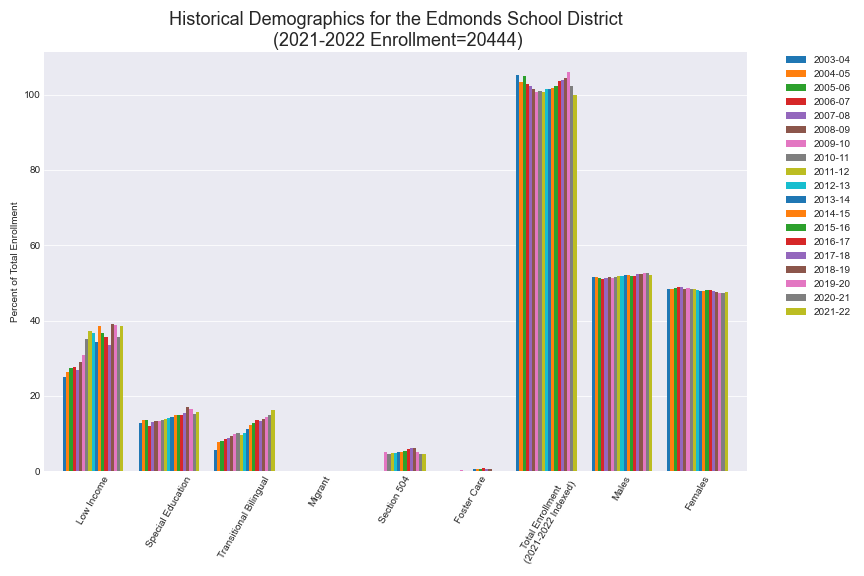 Historical Demographics for the Edmonds School District
(2021-2022 Enrollment=20444)
Percent of Total Enrollment
100
80
60
40
20
0
Low Income
Special Education
Transitional Bilingual
Migrant
Section 504
Foster Care
Total Enrollment
(2021-2022 Indexed)
Males
Females
2003-04
2004-05
2005-06
2006-07
2007-08
2008-09
2009-10
2010-11
2011-12
2012-13
2013-14
2014-15
2015-16
2016-17
2017-18
2018-19
2019-20
2020-21
2021-22